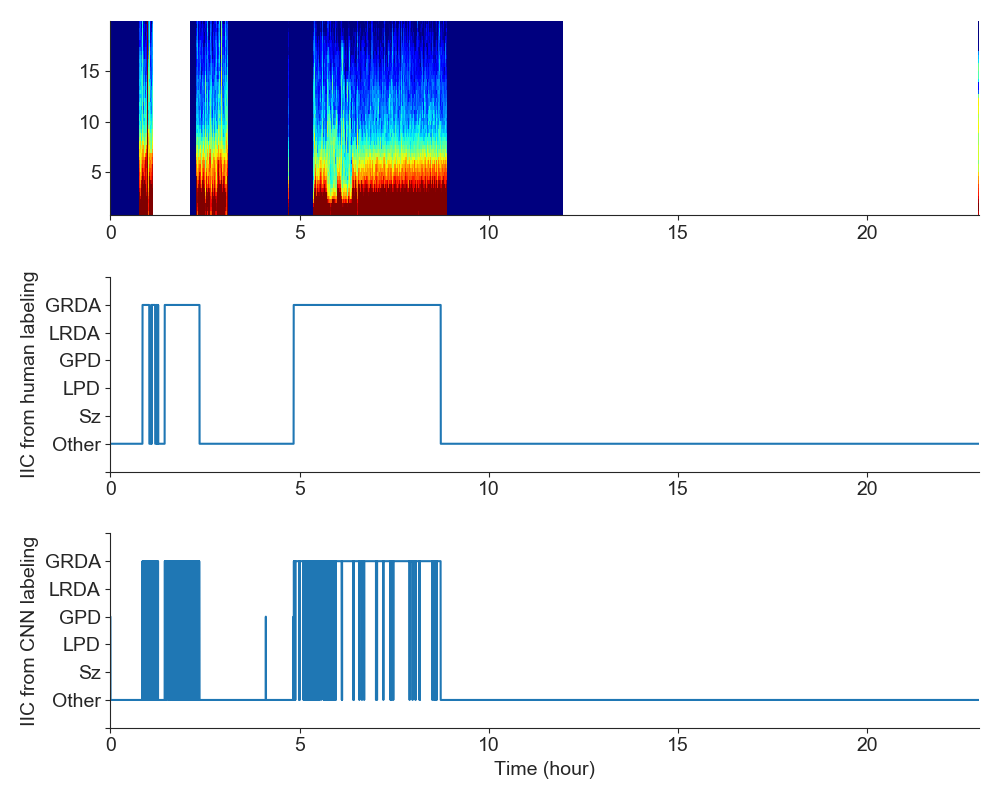 15
10
5
0 5 10 15 20
IIC from human labeling
GRDA
LRDA
GPD
LPD
Sz
Other
0 5 10 15 20
IIC from CNN labeling
GRDA
LRDA
GPD
LPD
Sz
Other
0 5 10 15 20
Time (hour)